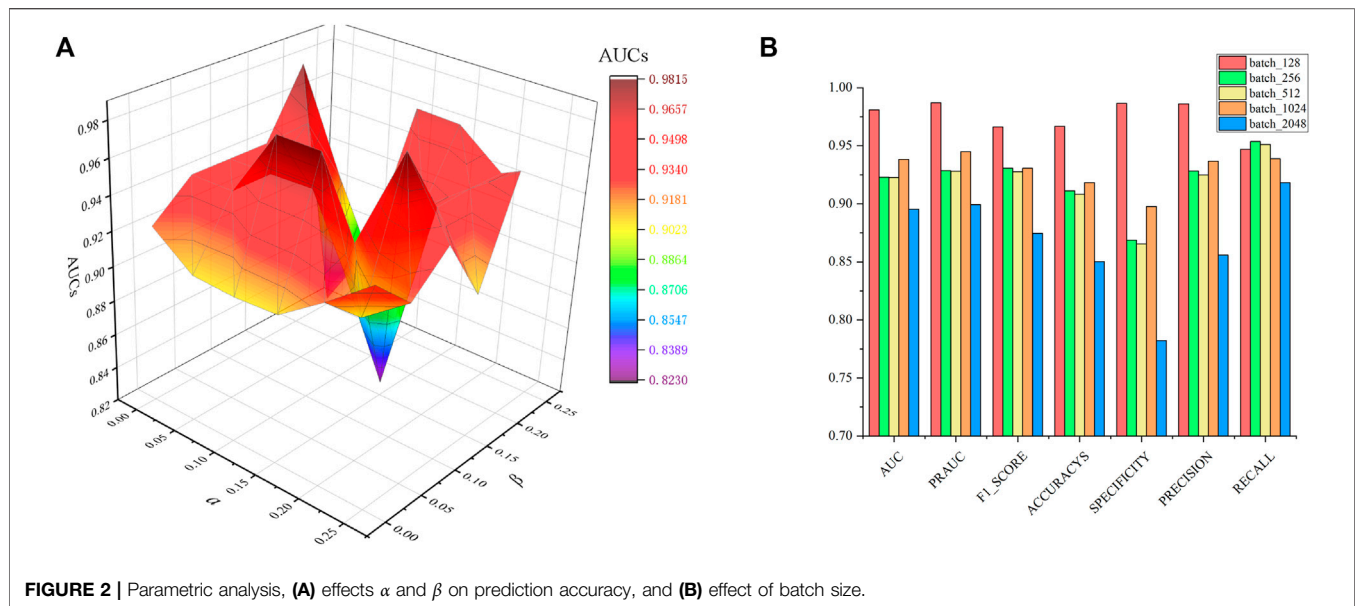 A
AUCs
0.9815
0.9657
0.9498
0.9340
0.9181
0.9023
0.8864
0.8706
0.8547
0.8389
0.8230
AUCs
0.98
0.96
0.94
0.92
0.90
0.88
0.86
0.84
0.82
0.00
0.05
0.10
0.15
0.20
0.25
α
0.00
0.05
0.10
0.15
0.20
0.25
β
B
batch_128
batch_256
batch_512
batch_1024
batch_2048
1.00
0.95
0.90
0.85
0.80
0.75
0.70
AUC
PRAUC
F1_SCORE
ACCURACYS
SPECIFICITY
PRECISION
RECALL
FIGURE 2 | Parametric analysis, (A) effects α and β on prediction accuracy, and (B) effect of batch size.